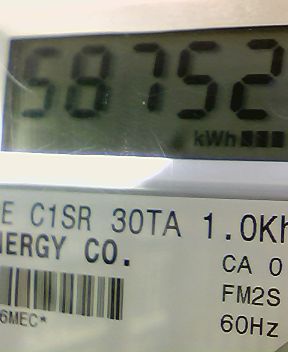 58752
kWh
E C1SR 30TA 1.0Kh
NERGY CO.
CA 0
FM2S
6MEC*
60Hz